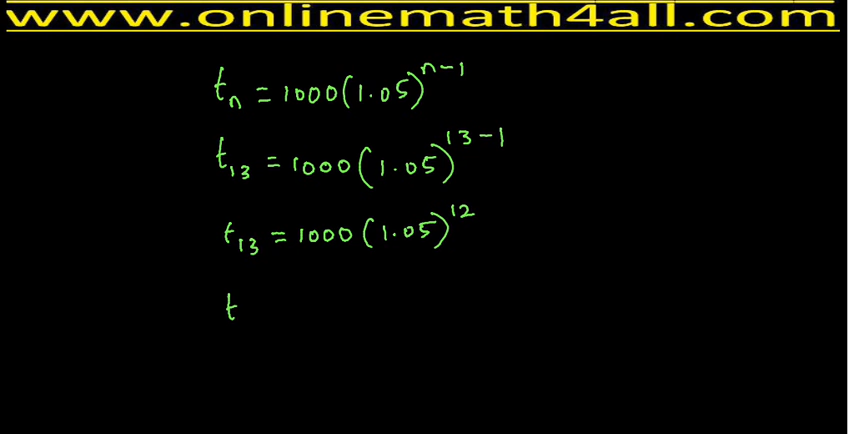 www.onlinemath4all.com
tₙ = 1000(1.05)ⁿ⁻¹
t₁₃ = 1000(1.05)¹³⁻¹
t₁₃ = 1000(1.05)¹²
t